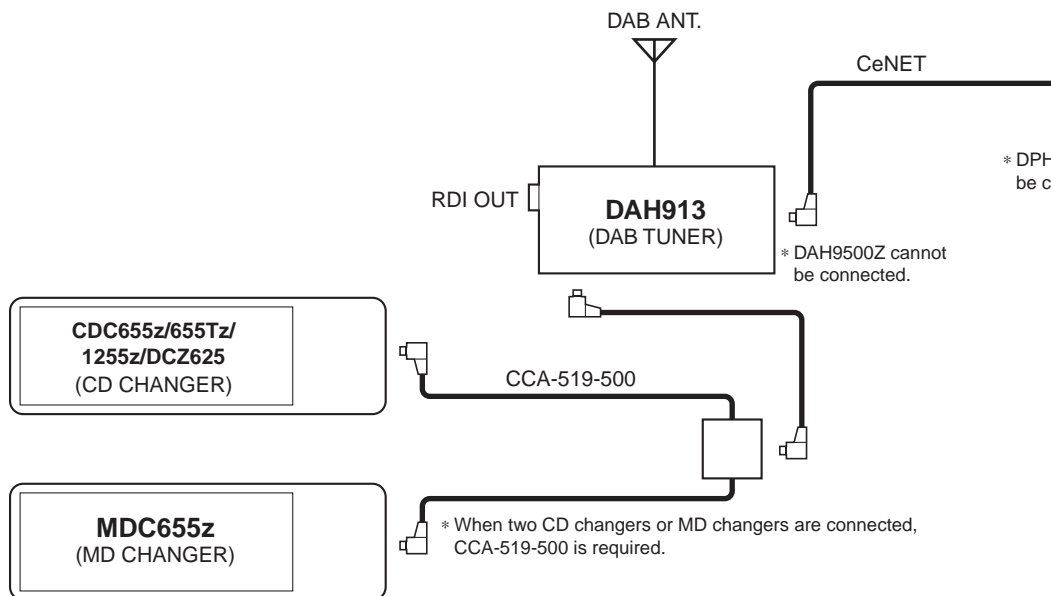 DAB ANT.
CeNET
∗ DPH
be c
RDI OUT
DAH913
(DAB TUNER)
∗ DAH9500Z cannot
be connected.
CDC655z/655Tz/
1255z/DCZ625
(CD CHANGER)
CCA-519-500
MDC655z
(MD CHANGER)
∗ When two CD changers or MD changers are connected,
CCA-519-500 is required.